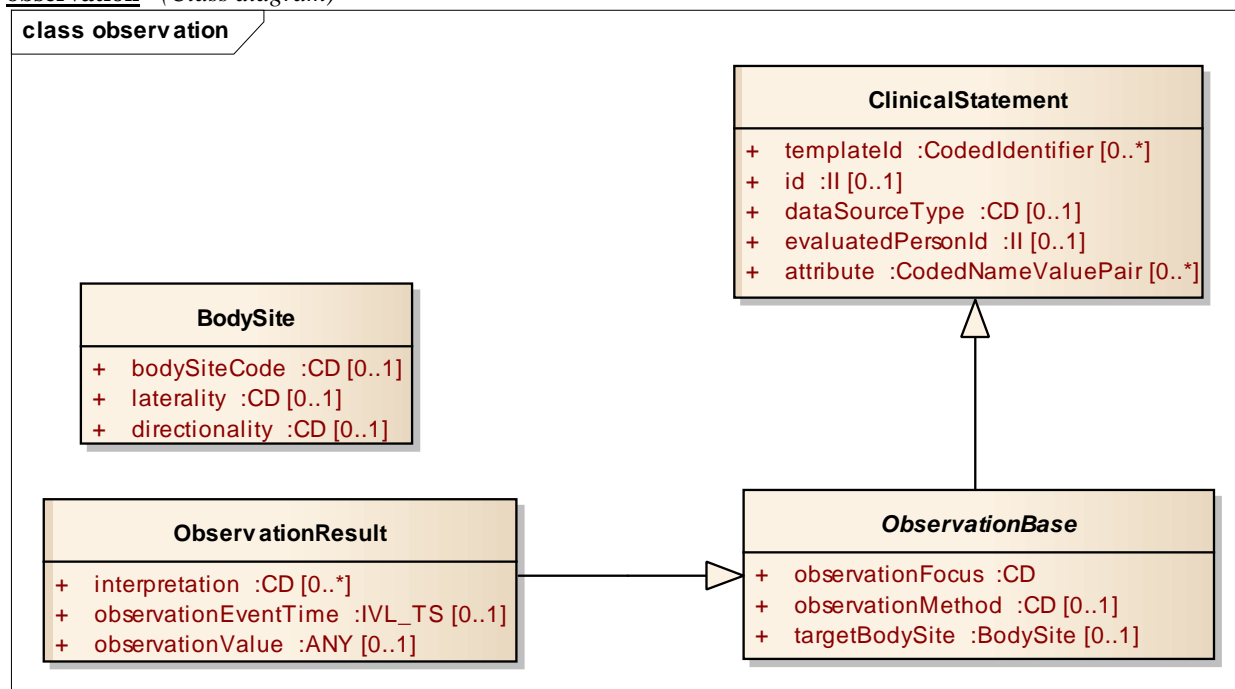 observation (Class diagram)
class observation
ClinicalStatement
+ templateId :CodedIdentifier [0..*]
+ id :II [0..1]
+ dataSourceType :CD [0..1]
+ evaluatedPersonId :II [0..1]
+ attribute :CodedNameValuePair [0..*]
BodySite
+ bodySiteCode :CD [0..1]
+ laterality :CD [0..1]
+ directionality :CD [0..1]
ObservationResult
+ interpretation :CD [0..*]
+ observationEventTime :IVL_TS [0..1]
+ observationValue :ANY [0..1]
ObservationBase
+ observationFocus :CD
+ observationMethod :CD [0..1]
+ targetBodySite :BodySite [0..1]